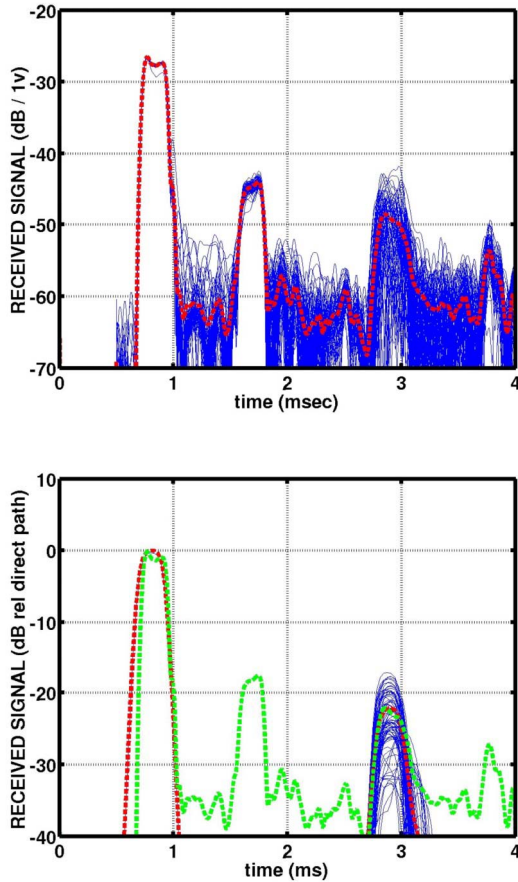 -20
-30
-40
-50
-60
-70
0 1 2 3 4
RECEIVED SIGNAL (dB / 1v)
time (msec)
10
0
-10
-20
-30
-40
0 1 2 3 4
RECEIVED SIGNAL (dB rel direct path)
time (ms)